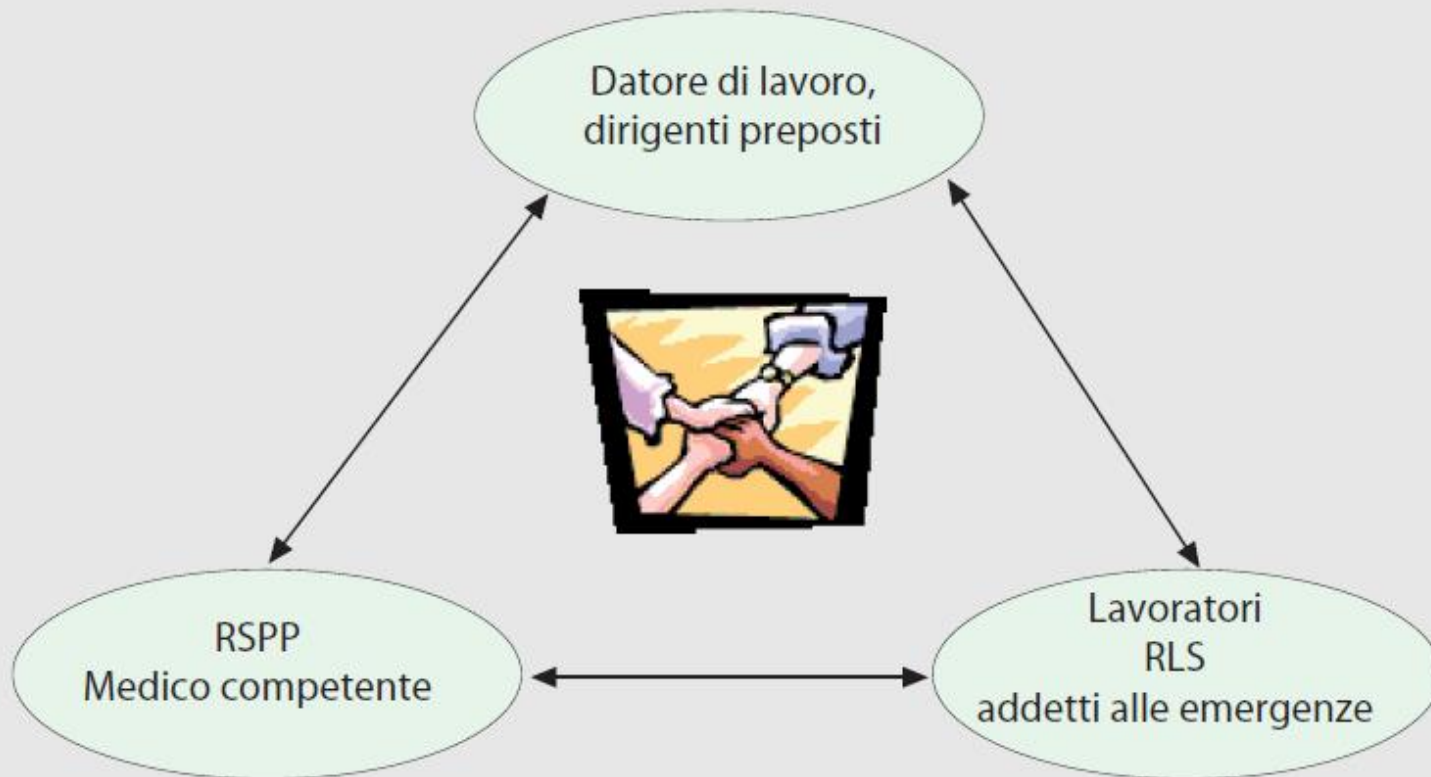 Datore di lavoro,
dirigenti preposti
RSPP
Medico competente
Lavoratori
RLS
addetti alle emergenze